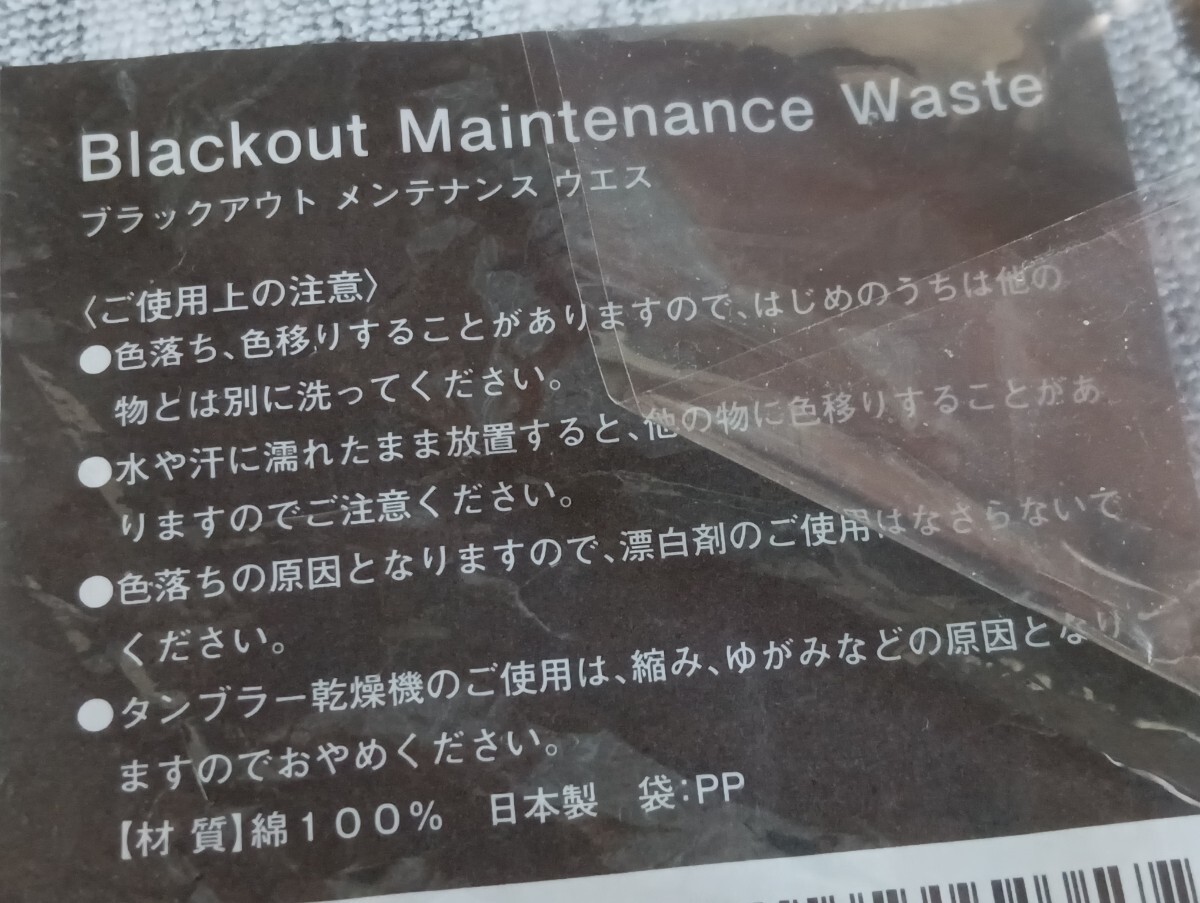 Blackout Maintenance Waste
ブラックアウト メンテナンス ウエス
〈ご使用上の注意〉
●色落ち、色移りすることがありますので、はじめのうちは他の
物とは別に洗ってください。
●水や汗に濡れたまま放置すると、他の物に色移りすることがあ
りますのでご注意ください。
●色落ちの原因となりますので、漂白剤のご使用はなさらないで
ください。
●タンブラー乾燥機のご使用は、縮み、ゆがみなどの原因となり
ますのでおやめください。
【材 質】綿100% 日本製 袋:PP